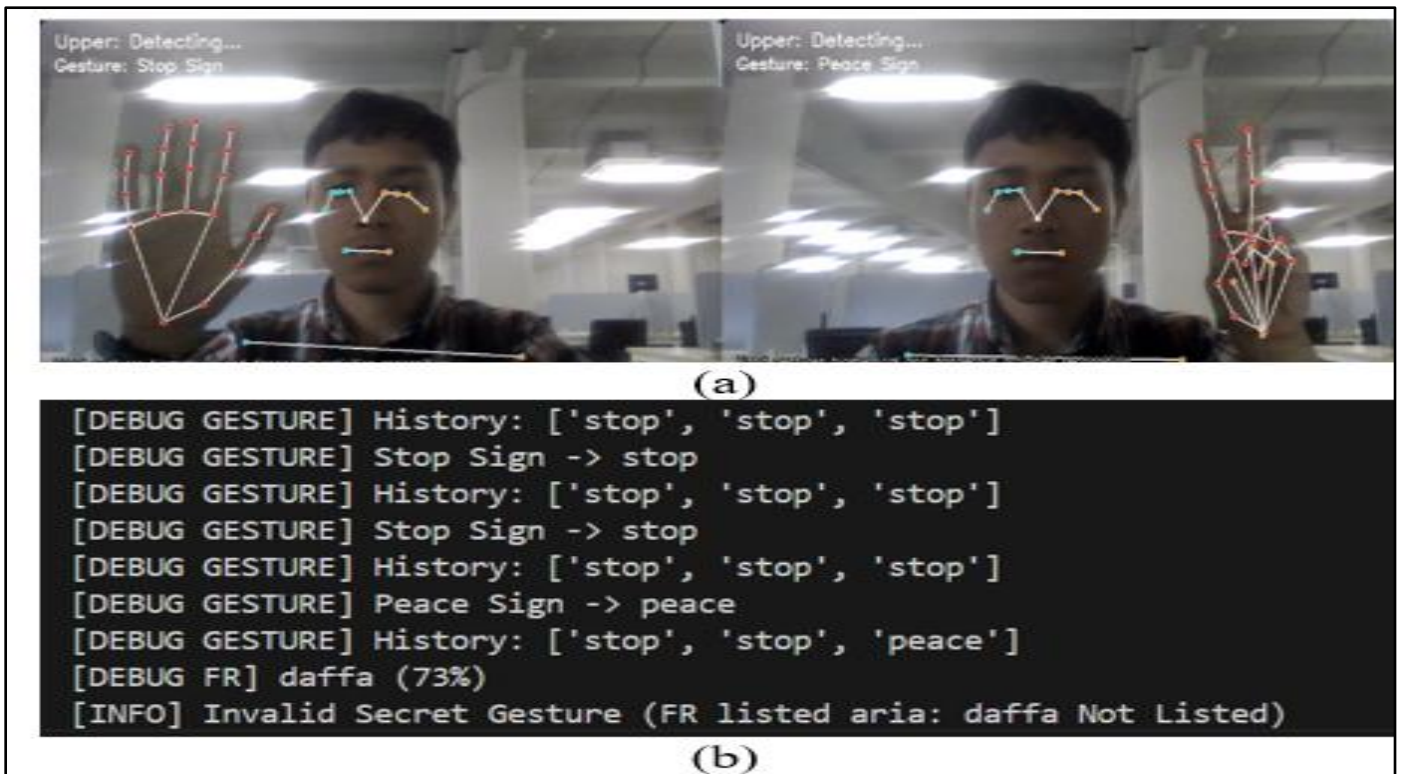 Upper: Detecting...
Gesture: Stop Sign
Upper: Detecting...
Gesture: Peace Sign
(a)
[DEBUG GESTURE] History: ['stop', 'stop', 'stop']
[DEBUG GESTURE] Stop Sign -> stop
[DEBUG GESTURE] History: ['stop', 'stop', 'stop']
[DEBUG GESTURE] Stop Sign -> stop
[DEBUG GESTURE] History: ['stop', 'stop', 'stop']
[DEBUG GESTURE] Peace Sign -> peace
[DEBUG GESTURE] History: ['stop', 'stop', 'peace']
[DEBUG FR] daffa (73%)
[INFO] Invalid Secret Gesture (FR listed aria: daffa Not Listed)
(b)